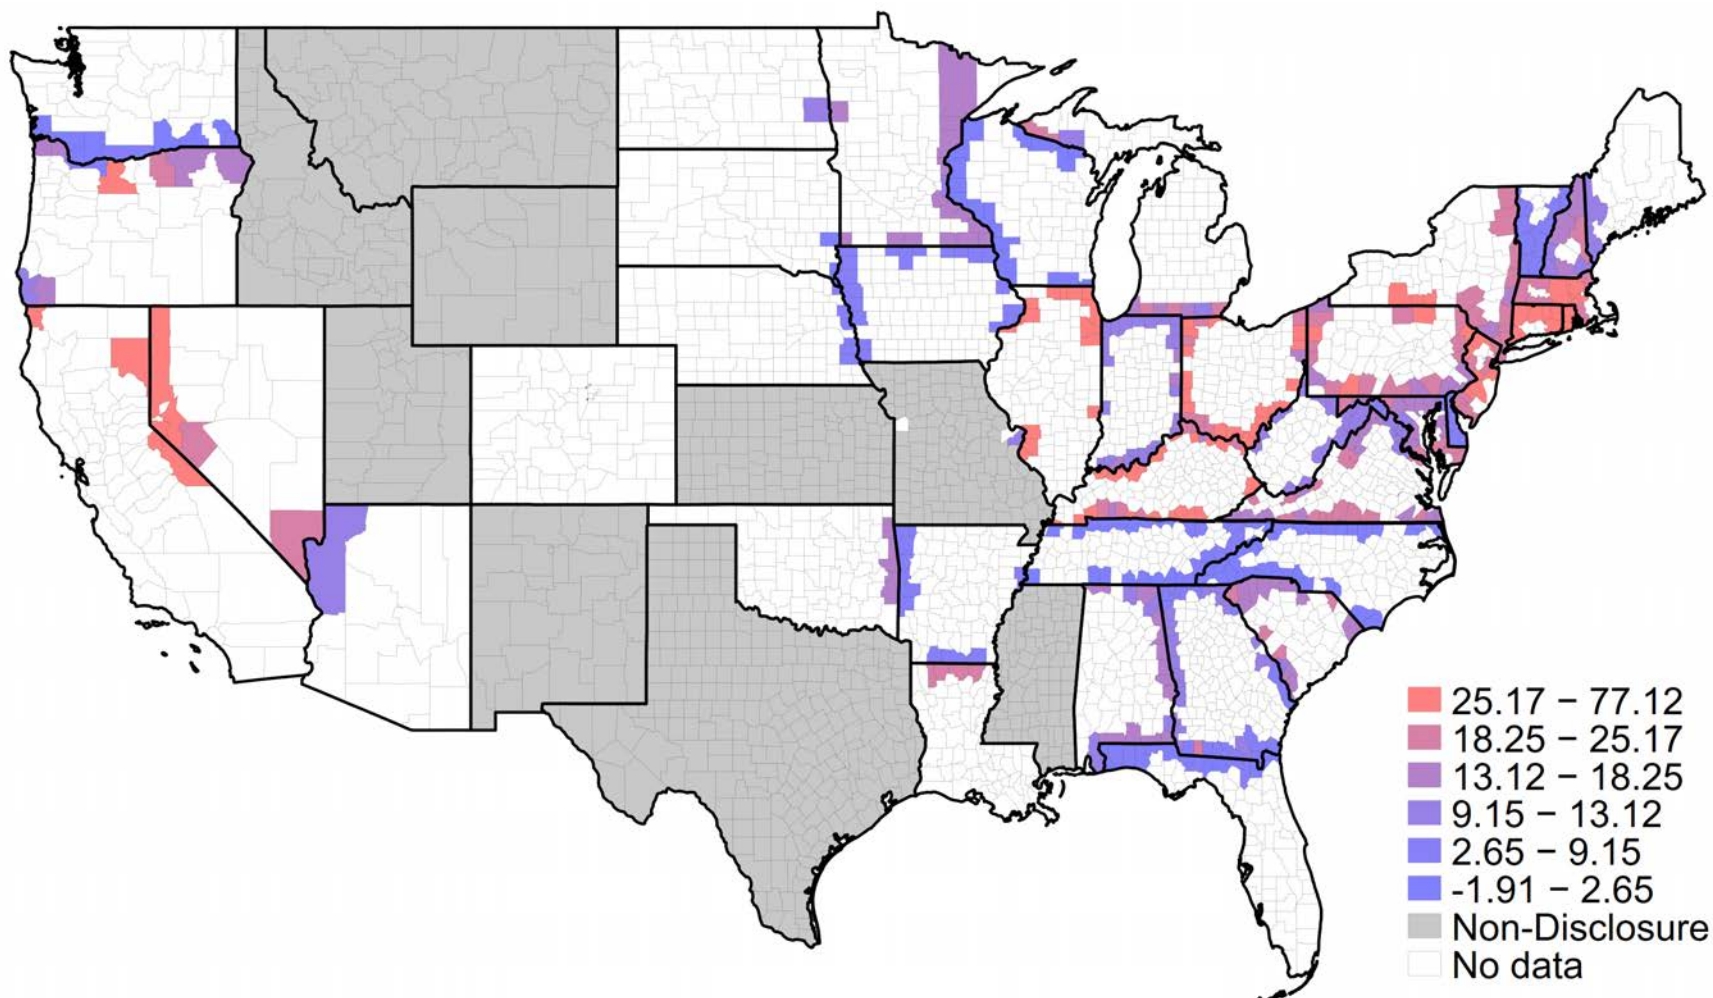 25.17 − 77.12
18.25 − 25.17
13.12 − 18.25
9.15 − 13.12
2.65 − 9.15
-1.91 − 2.65
Non-Disclosure
No data